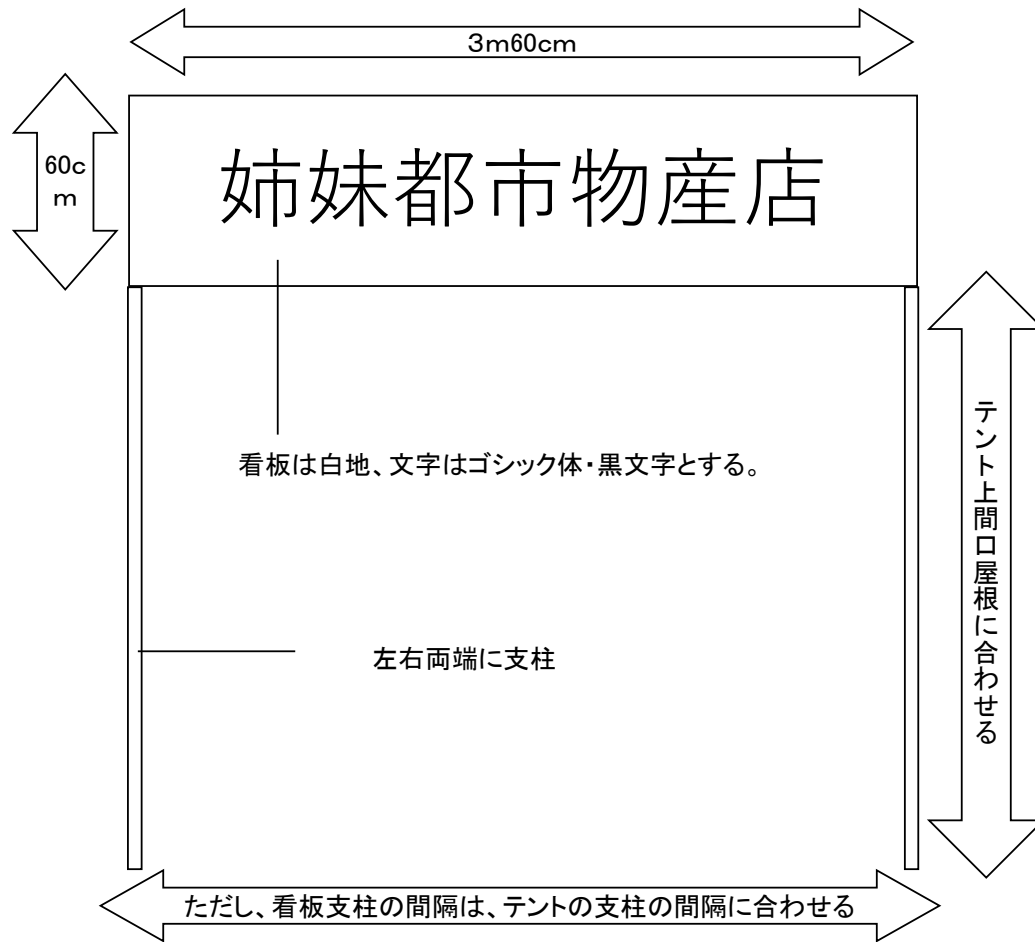 3m60cm
60c
m
姉妹都市物産店
看板は白地、文字はゴシック体・黒文字とする。
テント上間口屋根に合わせる
左右両端に支柱
ただし、看板支柱の間隔は、テントの支柱の間隔に合わせる